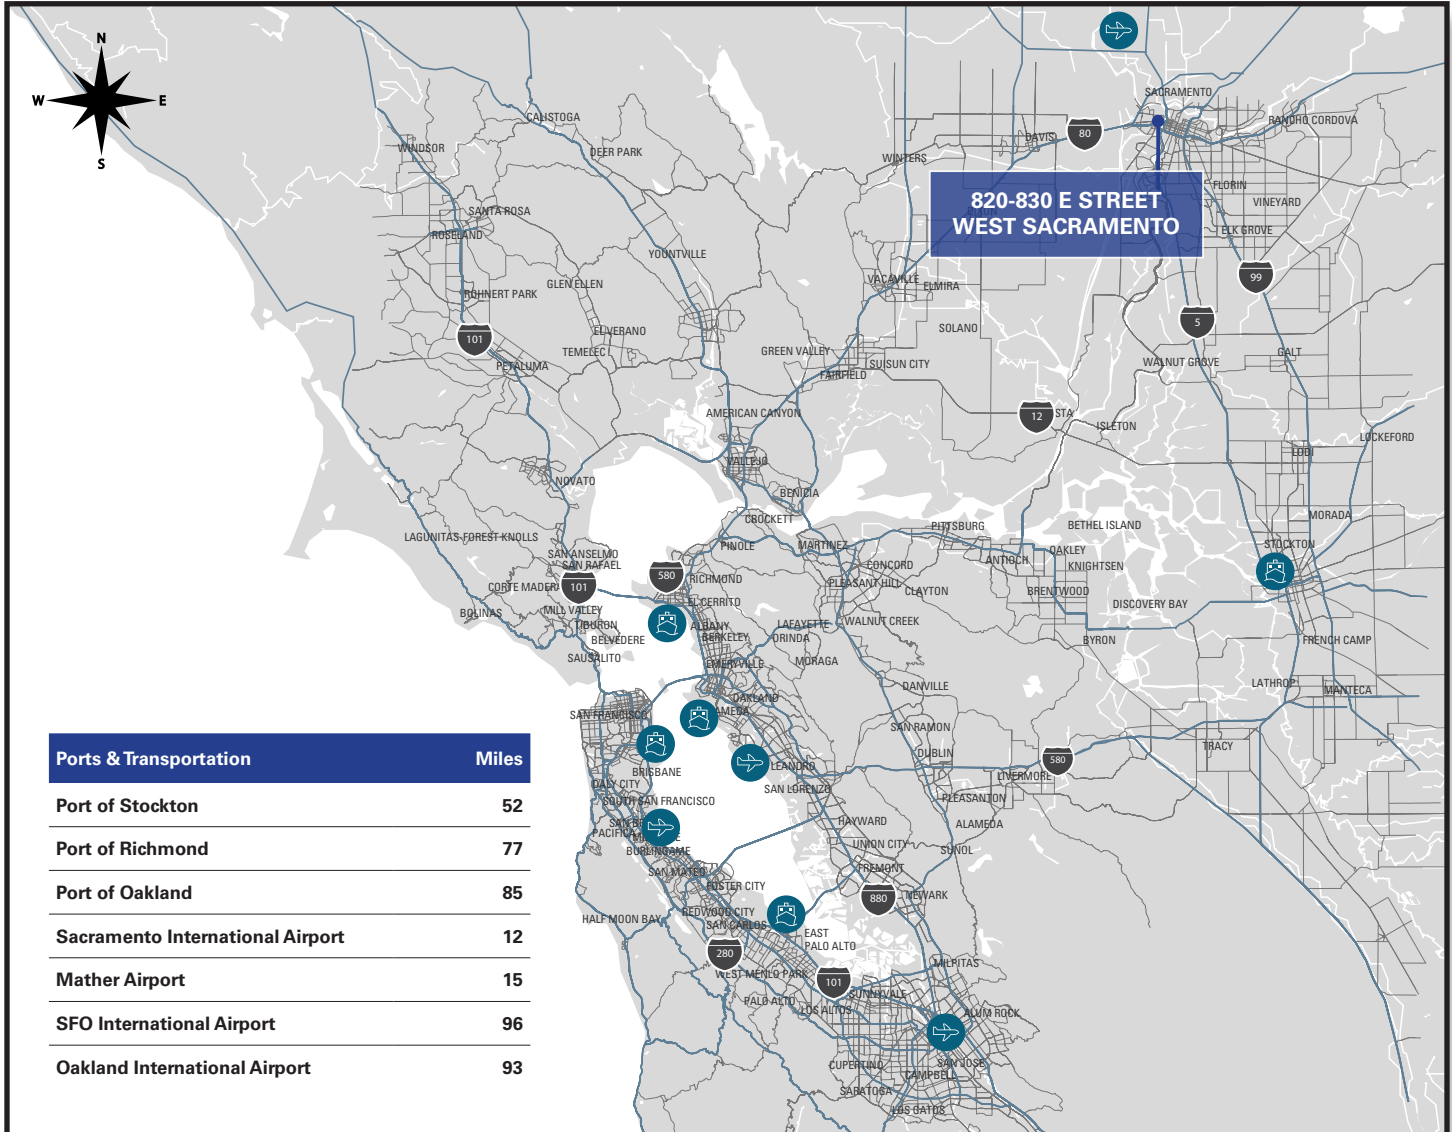 N
W E
S
SACRAMENTO
CALISTOGA
RANCHO CORDOVA
DAVIS
80
WINDSOR
DEER PARK
WINTERS
820-830 E STREET
WEST SACRAMENTO
FLORIN
VINEYARD
SANTA ROSA
ROSELAND
ELK GROVE
YOUNTVILLE
99
VACAVILLE
ELMIRA
GLEN ELLEN
ROHNERT PARK
5
EL VERANO
SOLANO
101
TEMELEC
GREEN VALLEY
GALT
PETALUMA
SUISUN CITY
WALNUT GROVE
FAIRFIELD
AMERICAN CANYON
12
STA
ISLETON
LOCKEFORD
LODI
VALLEJO
NOVATO
BENICIA
CROCKETT
MORADA
PITTSBURG
BETHEL ISLAND
LAGUNITAS-FOREST KNOLLS
PINOLE
MARTINEZ
STOCKTON
SAN ANSELMO
SAN RAFAEL
OAKLEY
ANTIOCH
KNIGHTSEN
CONCORD
580
RICHMOND
PLEASANT HILL
CORTE MADERA
101
CLAYTON
BRENTWOOD
EL CERRITO
DISCOVERY BAY
BOLINAS
MILL VALLEY
TIBURON
ALBANY
LAFAYETTE
WALNUT CREEK
BELVEDERE
BERKELEY
ORINDA
BYRON
FRENCH CAMP
SAUSALITO
EMERYVILLE
MORAGA
DANVILLE
LATHROP
MANTECA
OAKLAND
SAN FRANCISCO
AMEDA
SAN RAMON
TRACY
DUBLIN
580
LEANDRO
LIVERMORE
BRISBANE
DALY CITY
SAN LORENZO
PLEASANTON
SOUTH SAN FRANCISCO
HAYWARD
ALAMEDA
PACIFICA
UNION CITY
BURLINGAME
SUNOL
SAN MATEO
FREMONT
FOSTER CITY
880
NEWARK
REDWOOD CITY
HALF MOON BAY
SAN CARLOS
EAST
PALO ALTO
280
MILPITAS
WEST MENLO PARK
101
SUNNYVALE
PALO ALTO
LOS ALTOS
ALUM ROCK
CUPERTINO
SAN JOSE
CAMPBELL
SARATOGA
LOS GATOS
Ports & Transportation Miles
Port of Stockton 52
Port of Richmond 77
Port of Oakland 85
Sacramento International Airport 12
Mather Airport 15
SFO International Airport 96
Oakland International Airport 93